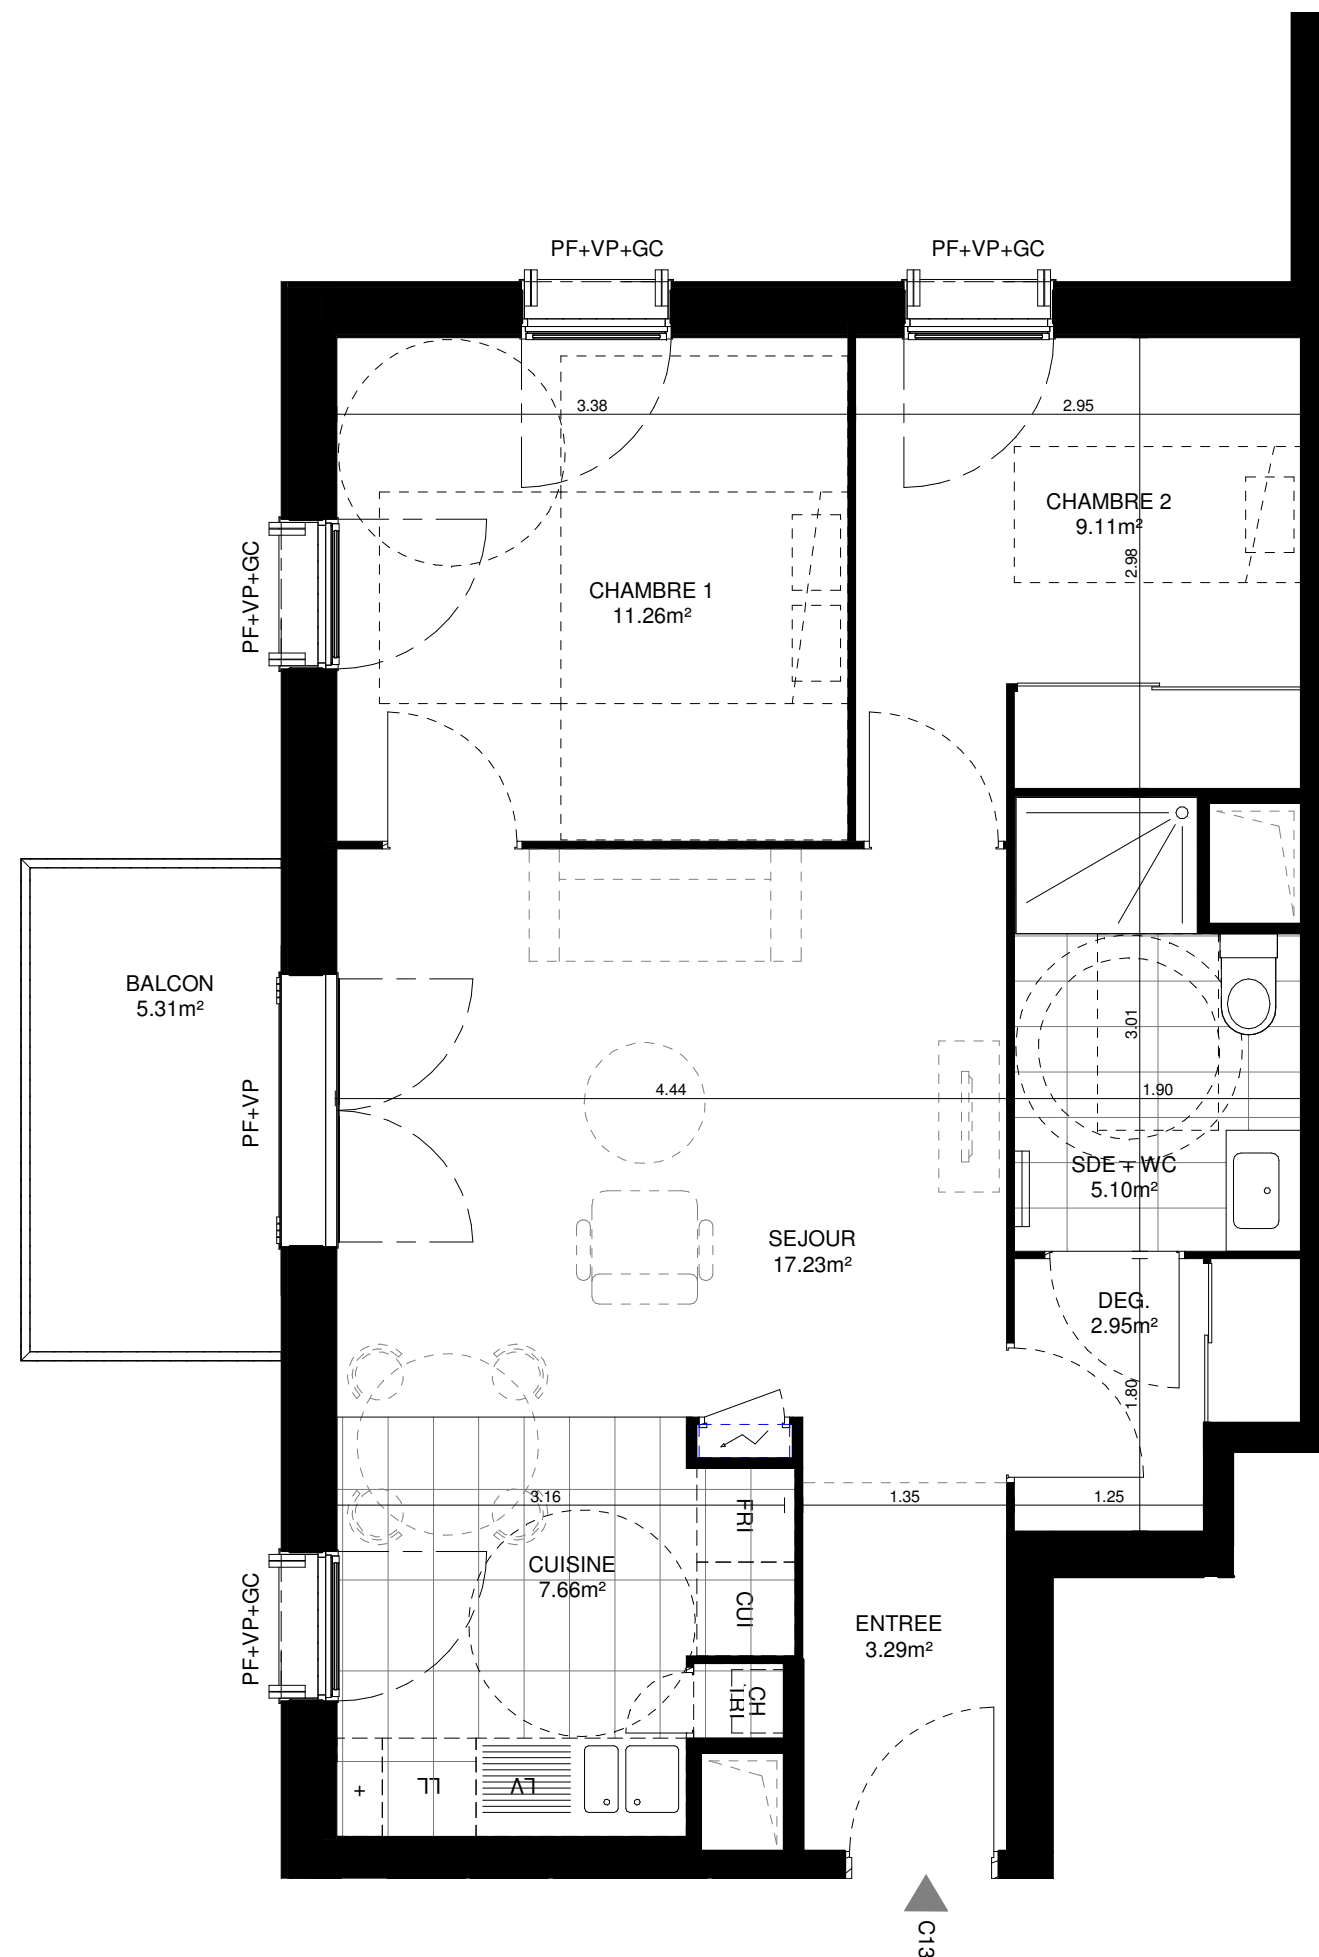 PF+VP+GC
PF+VP+GC
3.38
2.95
CHAMBRE 2
9.11m²
2.98
PF+VP+GC
CHAMBRE 1
11.26m²
BALCON
5.31m²
3.01
PF+VP
4.44
1.90
SDE + WC
5.10m²
SEJOUR
17.23m²
DEG.
2.95m²
1.80
3.16
FRI
1.35
1.25
CUISINE
7.66m²
CUI
PF+VP+GC
ENTREE
3.29m²
CH
TRI
+
LL
LV
C13